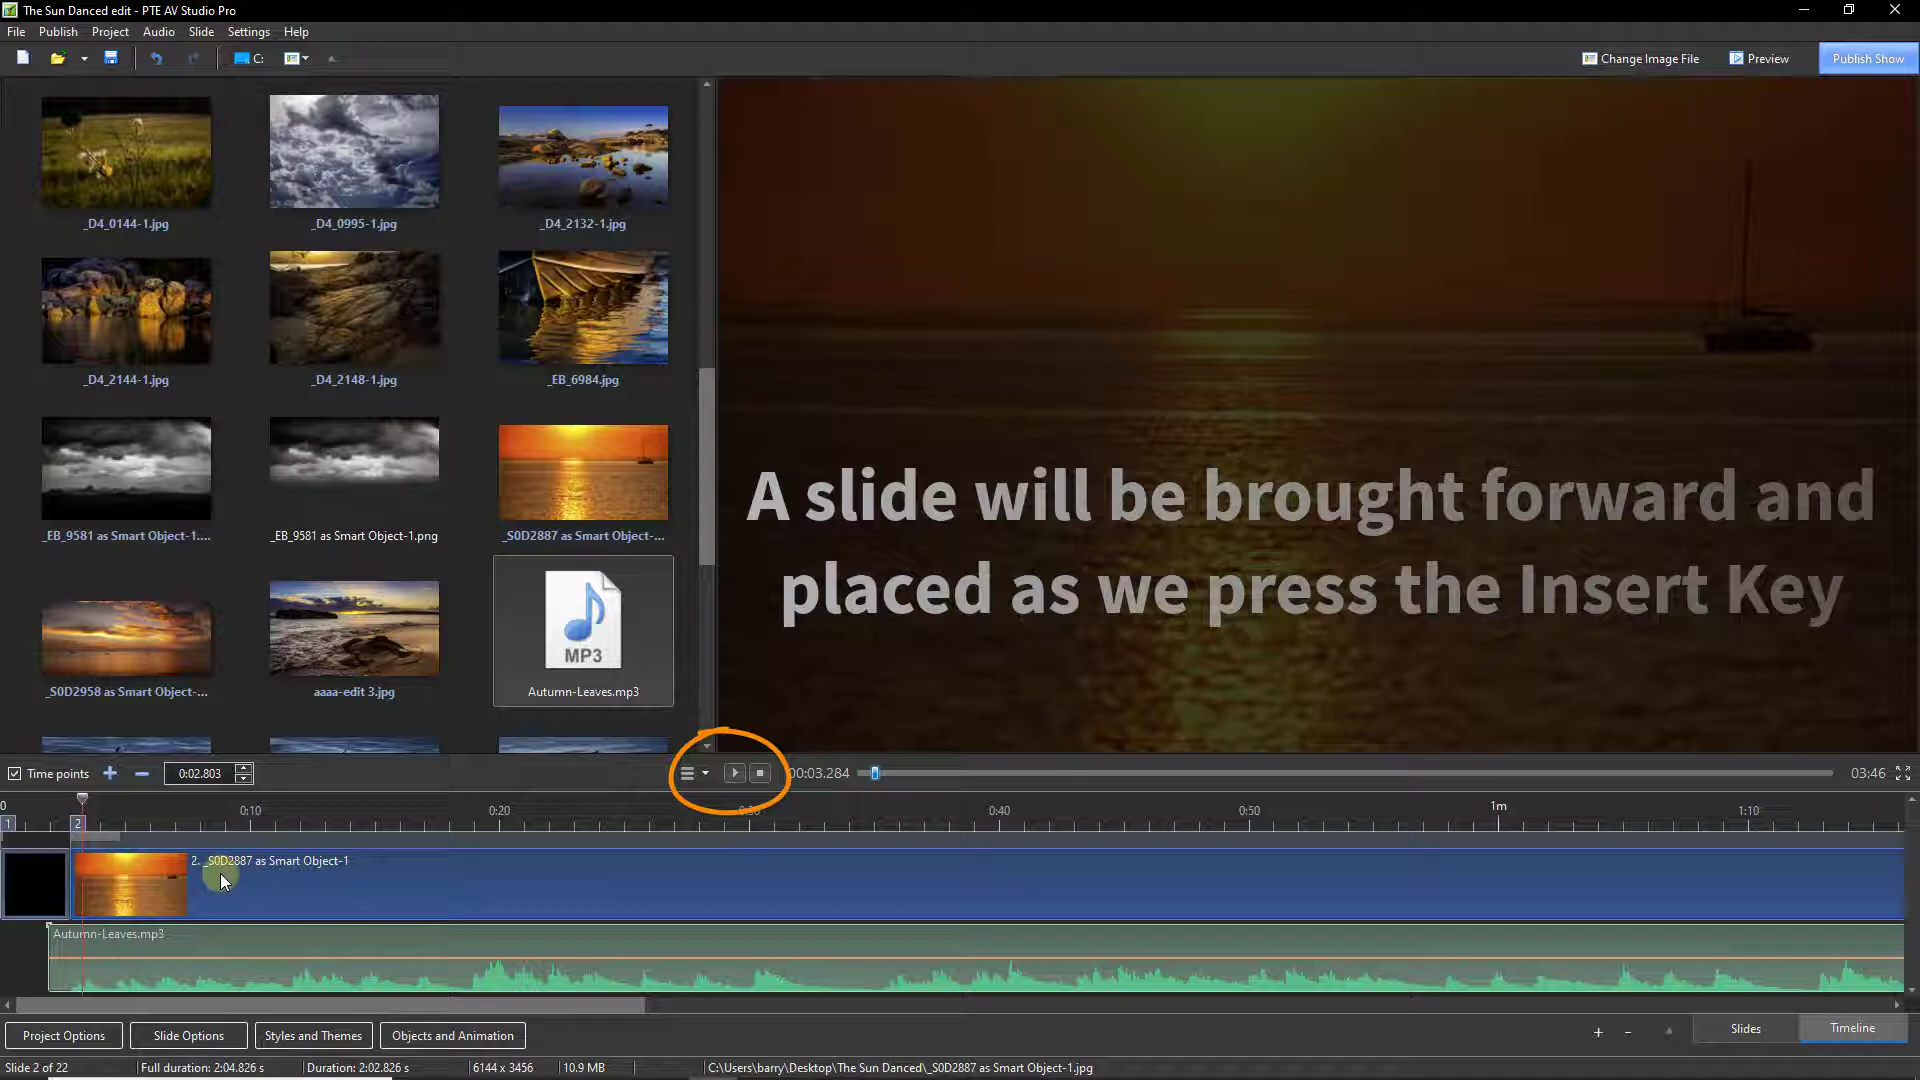 The Sun Danced edit - PTE AV Studio Pro
File Publish Project Audio Slide Settings Help
C:
Change Image File
Preview
Publish Show
_D4_0144-1.jpg
_D4_0995-1.jpg
_D4_2132-1.jpg
_D4_2144-1.jpg
_D4_2148-1.jpg
_EB_6984.jpg
_EB_9581 as Smart Object-1....
_EB_9581 as Smart Object-1.png
_S0D2887 as Smart Object-...
MP3
_S0D2958 as Smart Object-...
aaaa-edit 3.jpg
Autumn-Leaves.mp3
A slide will be brought forward and
placed as we press the Insert Key
Time points
0:02.803
00:03.284
03:46
0
0:10
0:20
0:30
0:40
0:50
1m
1:10
1
2
2. _S0D2887 as Smart Object-1
Autumn-Leaves.mp3
Project Options
Slide Options
Styles and Themes
Objects and Animation
Slides
Timeline
Slide 2 of 22
Full duration: 2:04.826 s
Duration: 2:02.826 s
6144 x 3456
10.9 MB
C:\Users\barry\Desktop\The Sun Danced\_S0D2887 as Smart Object-1.jpg